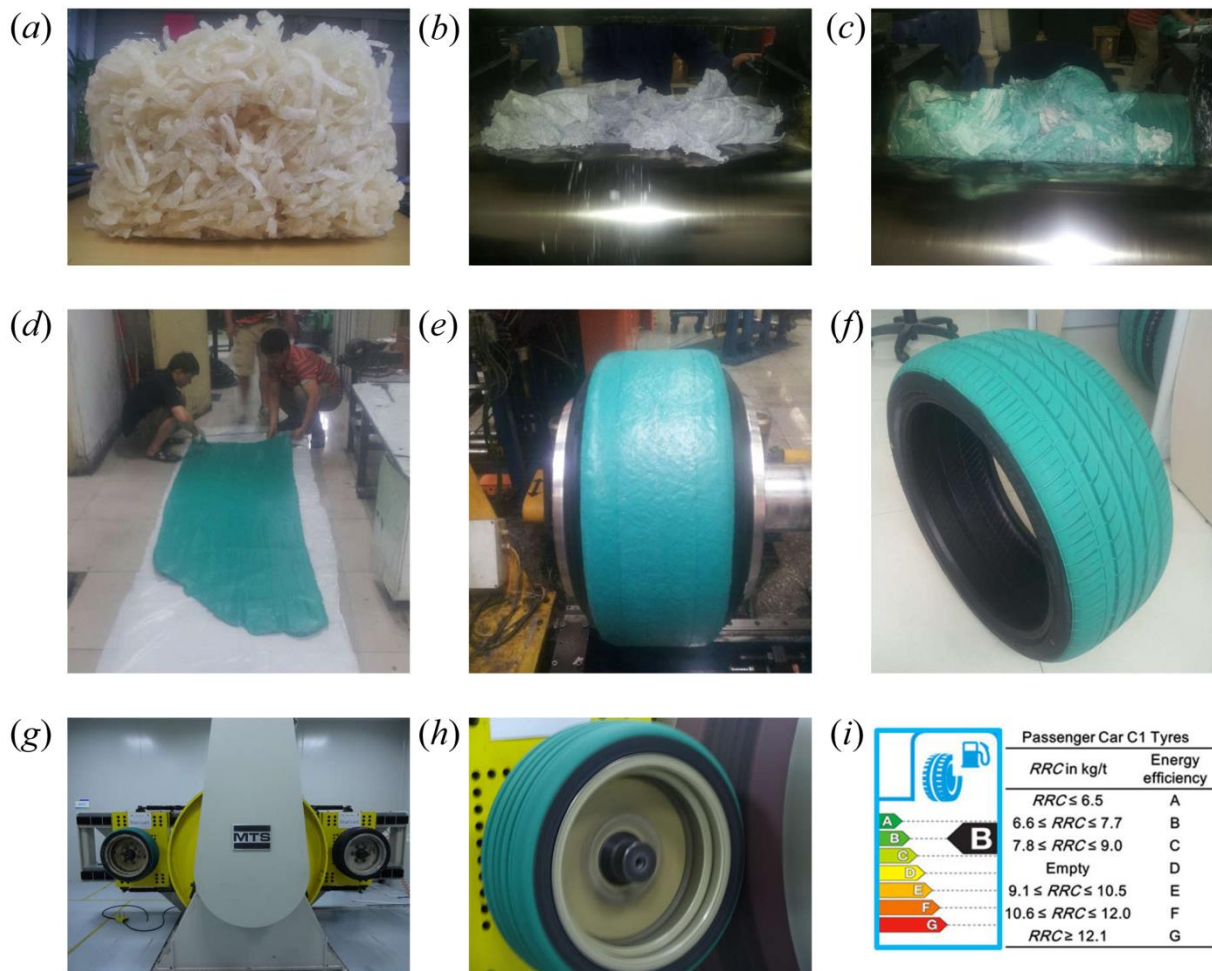 (a)
(b)
(c)
(d)
(e)
(f)
(g)
MTS
(h)
(i)
A
B
C
D
E
F
G
B
Passenger Car C1 Tyres
RRC in kg/t Energy efficiency
RRC ≤ 6.5 A
6.6 ≤ RRC ≤ 7.7 B
7.8 ≤ RRC ≤ 9.0 C
Empty D
9.1 ≤ RRC ≤ 10.5 E
10.6 ≤ RRC ≤ 12.0 F
RRC ≥ 12.1 G